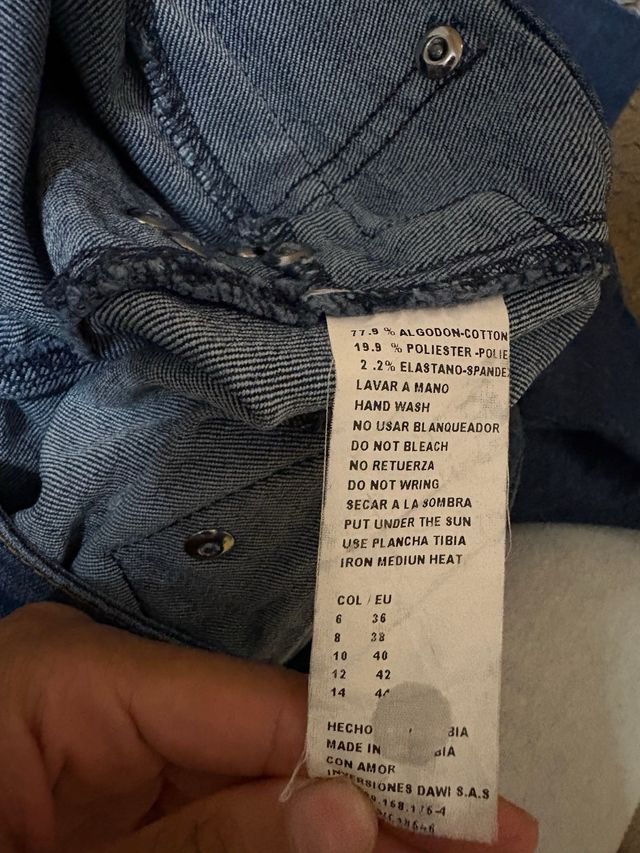 77.9 % ALGODON-COTTON
19.9 % POLIESTER -POLIE
2 .2% ELASTANO-SPANDE
LAVAR A MANO
HAND WASH
NO USAR BLANQUEADOR
DO NOT BLEACH
NO RETUERZA
DO NOT WRING
SECAR A LA SOMBRA
PUT UNDER THE SUN
USE PLANCHA TIBIA
IRON MEDIUN HEAT
COL / EU
6 36
8 38
10 40
12 42
14 44
HECHO BIA
MADE IN BIA
CON AMOR
INVERSIONES DAWI S.A.S